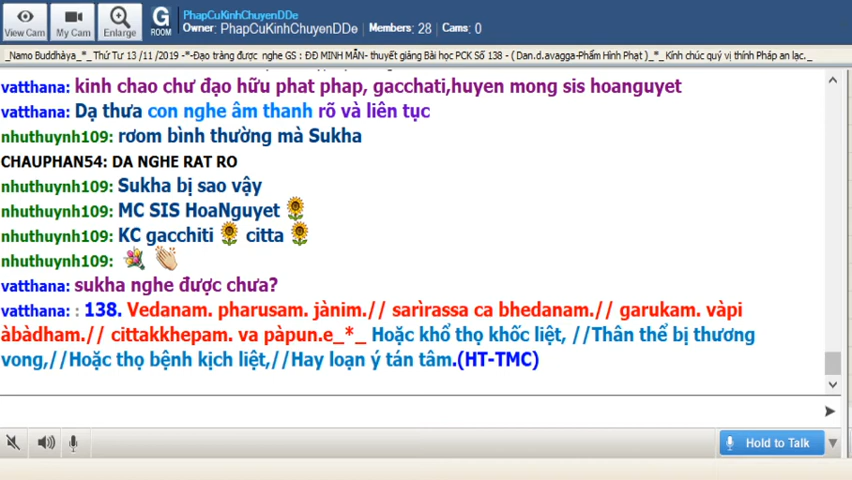 PhapCuKinhChuyenDDe
Owner: PhapCuKinhChuyenDDe Members: 28 Cams: 0
View Cam My Cam Enlarge G ROOM
_Namo Buddhàya_*_ Thứ Tư 13 /11 /2019 -*-Đạo tràng được nghe GS : ĐĐ MINH MẪN- thuyết giảng Bài học PCK Số 138 - ( Dan.d.avagga-Phẩm Hình Phạt )_*_ Kính chúc quý vị thính Pháp an lạc._
vatthana: kinh chao chư đạo hữu phat phap, gacchati,huyen mong sis hoanguyet
vatthana: Dạ thưa con nghe âm thanh rõ và liên tục
nhuthuynh109: rơom bình thường mà Sukha
CHAUPHAN54: DA NGHE RAT RO
nhuthuynh109: Sukha bị sao vậy
nhuthuynh109: MC SIS HoaNguyet
nhuthuynh109: KC gacchiti citta
nhuthuynh109:
vatthana: sukha nghe được chưa?
vatthana: : 138. Vedanam. pharusam. jànim.// sarìrassa ca bhedanam.// garukam. vàpi
àbàdham.// cittakkhepam. va pàpun.e_*_ Hoặc khổ thọ khốc liệt, //Thân thể bị thương
vong,//Hoặc thọ bệnh kịch liệt,//Hay loạn ý tán tâm.(HT-TMC)
Hold to Talk